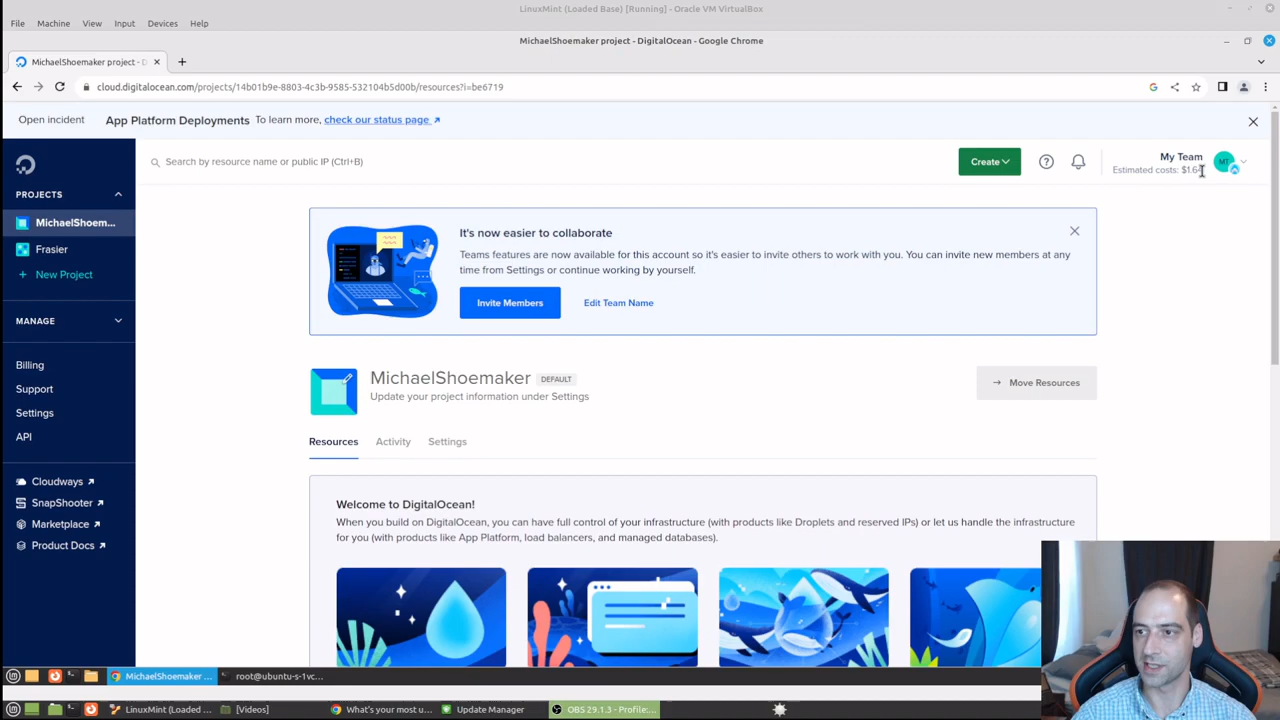 LinuxMint (Loaded Base) [Running] - Oracle VM VirtualBox
File Machine View Input Devices Help
MichaelShoemaker project - DigitalOcean - Google Chrome
MichaelShoemaker project - D
cloud.digitalocean.com/projects/14b01b9e-8803-4c3b-9585-532104b5d00b/resources?i=be6719
Open incident App Platform Deployments To learn more, check our status page
Search by resource name or public IP (Ctrl+B)
Create
My Team
Estimated costs: $1.64
MT
PROJECTS
MichaelShoem...
Frasier
+ New Project
MANAGE
Billing
Support
Settings
API
Cloudways
SnapShooter
Marketplace
Product Docs
It's now easier to collaborate
Teams features are now available for this account so it's easier to invite others to work with you. You can invite new members at any
time from Settings or continue working by yourself.
Invite Members Edit Team Name
MichaelShoemaker DEFAULT
Update your project information under Settings
→ Move Resources
Resources Activity Settings
Welcome to DigitalOcean!
When you build on DigitalOcean, you can have full control of your infrastructure (with products like Droplets and reserved IPs) or let us handle the infrastructure
for you (with products like App Platform, load balancers, and managed databases).
MichaelShoemaker ... root@ubuntu-s-1vc...
LinuxMint (Loaded ... [Videos] What's your most u... Update Manager OBS 29.1.3 - Profile:...